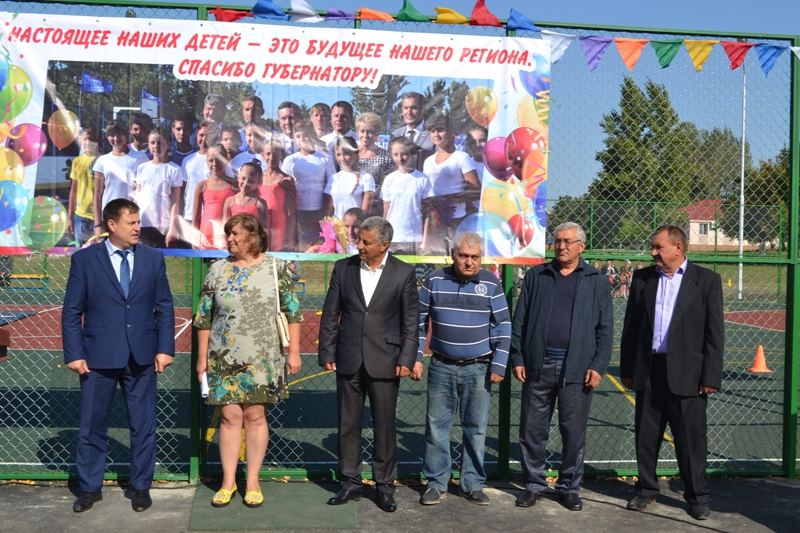 НАСТОЯЩЕЕ НАШИХ ДЕТЕЙ – ЭТО БУДУЩЕЕ НАШЕГО РЕГИОНА.
СПАСИБО ГУБЕРНАТОРУ!